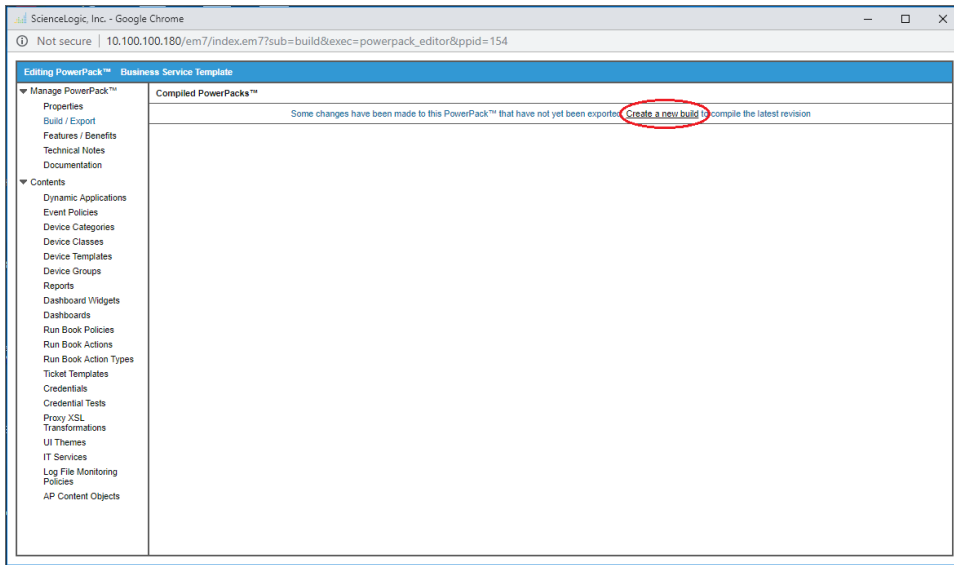 ScienceLogic, Inc. - Google Chrome
Not secure | 10.100.100.180/em7/index.em7?sub=build&exec=powerpack_editor&ppid=154
Editing PowerPack™ Business Service Template
Manage PowerPack™
Properties
Build / Export
Features / Benefits
Technical Notes
Documentation
Contents
Dynamic Applications
Event Policies
Device Categories
Device Classes
Device Templates
Device Groups
Reports
Dashboard Widgets
Dashboards
Run Book Policies
Run Book Actions
Run Book Action Types
Ticket Templates
Credentials
Credential Tests
Proxy XSL
Transformations
UI Themes
IT Services
Log File Monitoring
Policies
AP Content Objects
Compiled PowerPacks™
Some changes have been made to this PowerPack™ that have not yet been exported Create a new build to compile the latest revision